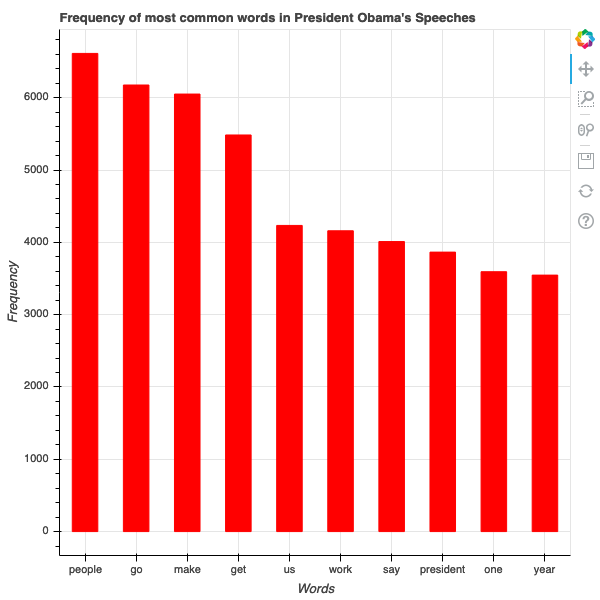 Frequency of most common words in President Obama's Speeches
6000
5000
4000
3000
2000
1000
0
Frequency
people go make get us work say president one year
Words